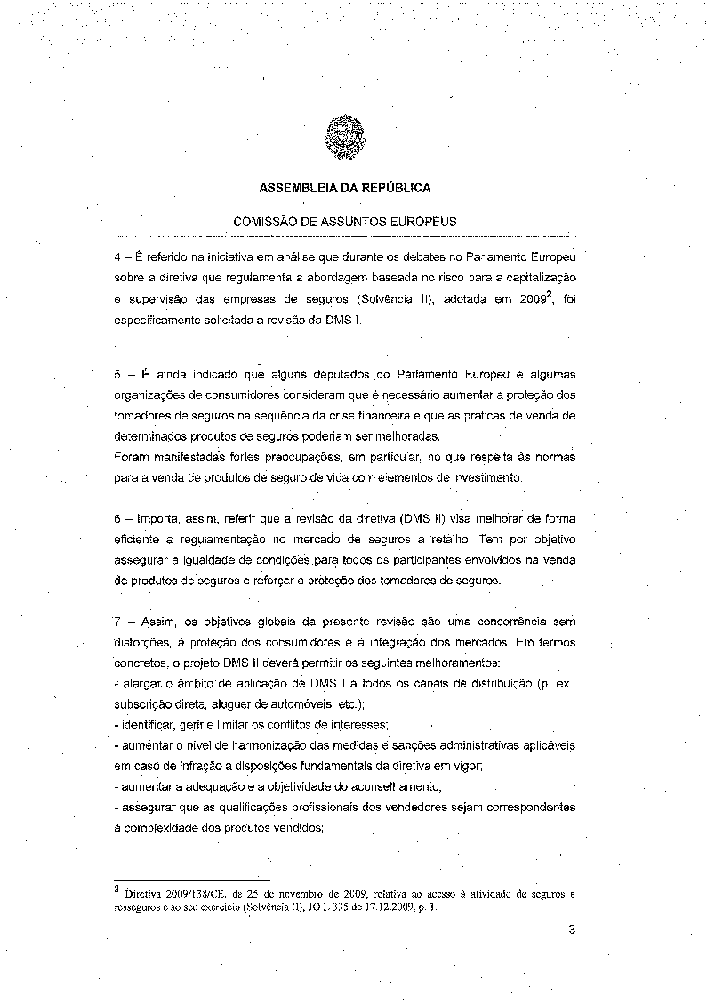 ASSEMBLEIA DA REPÚBLICA
COMISSÃO DE ASSUNTOS EUROPEUS
4 – É referido na iniciativa em análise que durante os debates no Parlamento Europeu
sobre a diretiva que regulamenta a abordagem baseada no risco para a capitalização
e supervisão das empresas de seguros (Solvência II), adotada em 2009², foi
especificamente solicitada a revisão da DMS I.
5 – É ainda indicado que alguns deputados do Parlamento Europeu e algumas
organizações de consumidores consideram que é necessário aumentar a proteção dos
tomadores de seguros na sequência da crise financeira e que as práticas de venda de
determinados produtos de seguros poderiam ser melhoradas.
Foram manifestadas fortes preocupações, em particular, no que respeita às normas
para a venda de produtos de seguro de vida com elementos de investimento.
6 – Importa, assim, referir que a revisão da diretiva (DMS II) visa melhorar de forma
eficiente a regulamentação no mercado de seguros a retalho. Tem por objetivo
assegurar a igualdade de condições para todos os participantes envolvidos na venda
de produtos de seguros e reforçar a proteção dos tomadores de seguros.
7 – Assim, os objetivos globais da presente revisão são uma concorrência sem
distorções, à proteção dos consumidores e à integração dos mercados. Em termos
concretos, o projeto DMS II deverá permitir os seguintes melhoramentos:
- alargar o âmbito de aplicação de DMS I a todos os canais de distribuição (p. ex.:
subscrição direta, aluguer de automóveis, etc.);
- identificar, gerir e limitar os conflitos de interesses;
- aumentar o nível de harmonização das medidas e sanções administrativas aplicáveis
em caso de infração a disposições fundamentais da diretiva em vigor;
- aumentar a adequação e a objetividade do aconselhamento;
- assegurar que as qualificações profissionais dos vendedores sejam correspondentes
à complexidade dos produtos vendidos;
² Diretiva 2009/138/CE, de 25 de novembro de 2009, relativa ao acesso à atividade de seguros e
resseguros e ao seu exercício (Solvência II), JO L 335 de 17.12.2009, p. 1.
3